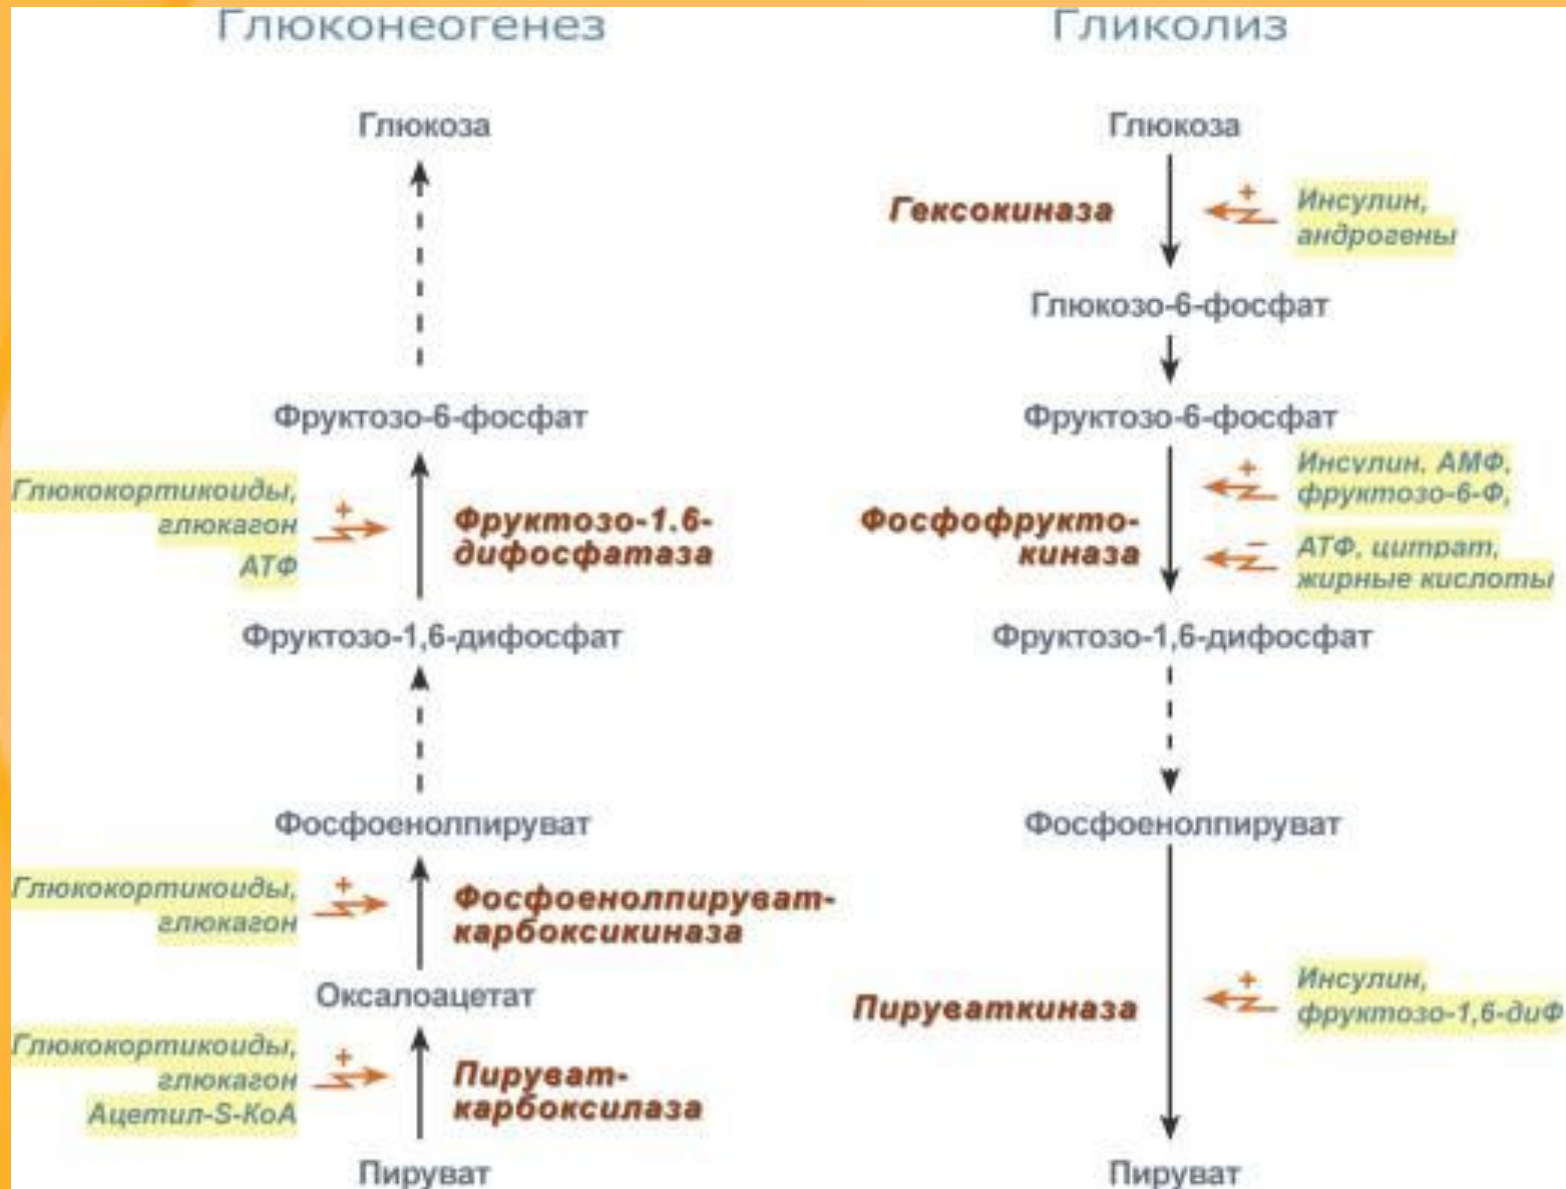 Глюконеогенез
Глюкоза
Фруктозо-6-фосфат
Глюкокортикоиды,
глюкагон
АТФ
+
Фруктозо-1.6-
дифосфатаза
Фруктозо-1,6-дифосфат
Фосфоенолпируват
Глюкокортикоиды,
глюкагон
+
Фосфоенолпируват-
карбоксикиназа
Оксалоацетат
Глюкокортикоиды,
глюкагон
Ацетил-S-КоА
+
Пируват-
карбоксилаза
Пируват
Гликолиз
Глюкоза
Гексокиназа
+
Инсулин,
андрогены
Глюкозо-6-фосфат
Фруктозо-6-фосфат
Фосфофрукто-
киназа
+
Инсулин, АМФ,
фруктозо-6-Ф,
−
АТФ, цитрат,
жирные кислоты
Фруктозо-1,6-дифосфат
Фосфоенолпируват
Пируваткиназа
+
Инсулин,
фруктозо-1,6-диФ
Пируват